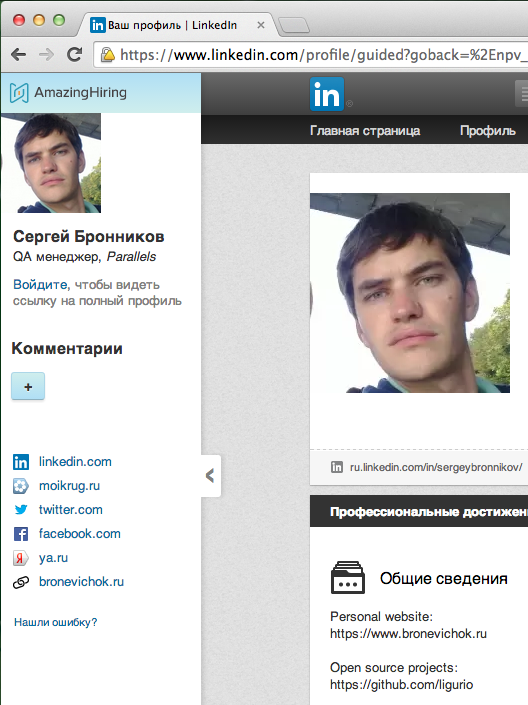 Ваш профиль | LinkedIn
https://www.linkedin.com/profile/guided?goback=%2Enpv_
AmazingHiring
in
Главная страница
Профиль
Сергей Бронников
QA менеджер, Parallels
Войдите, чтобы видеть
ссылку на полный профиль
Комментарии
+
linkedin.com
moikrug.ru
twitter.com
facebook.com
ya.ru
bronevichok.ru
Нашли ошибку?
ru.linkedin.com/in/sergeybronnikov/
Профессиональные достижен
Общие сведения
Personal website:
https://www.bronevichok.ru
Open source projects:
https://github.com/ligurio